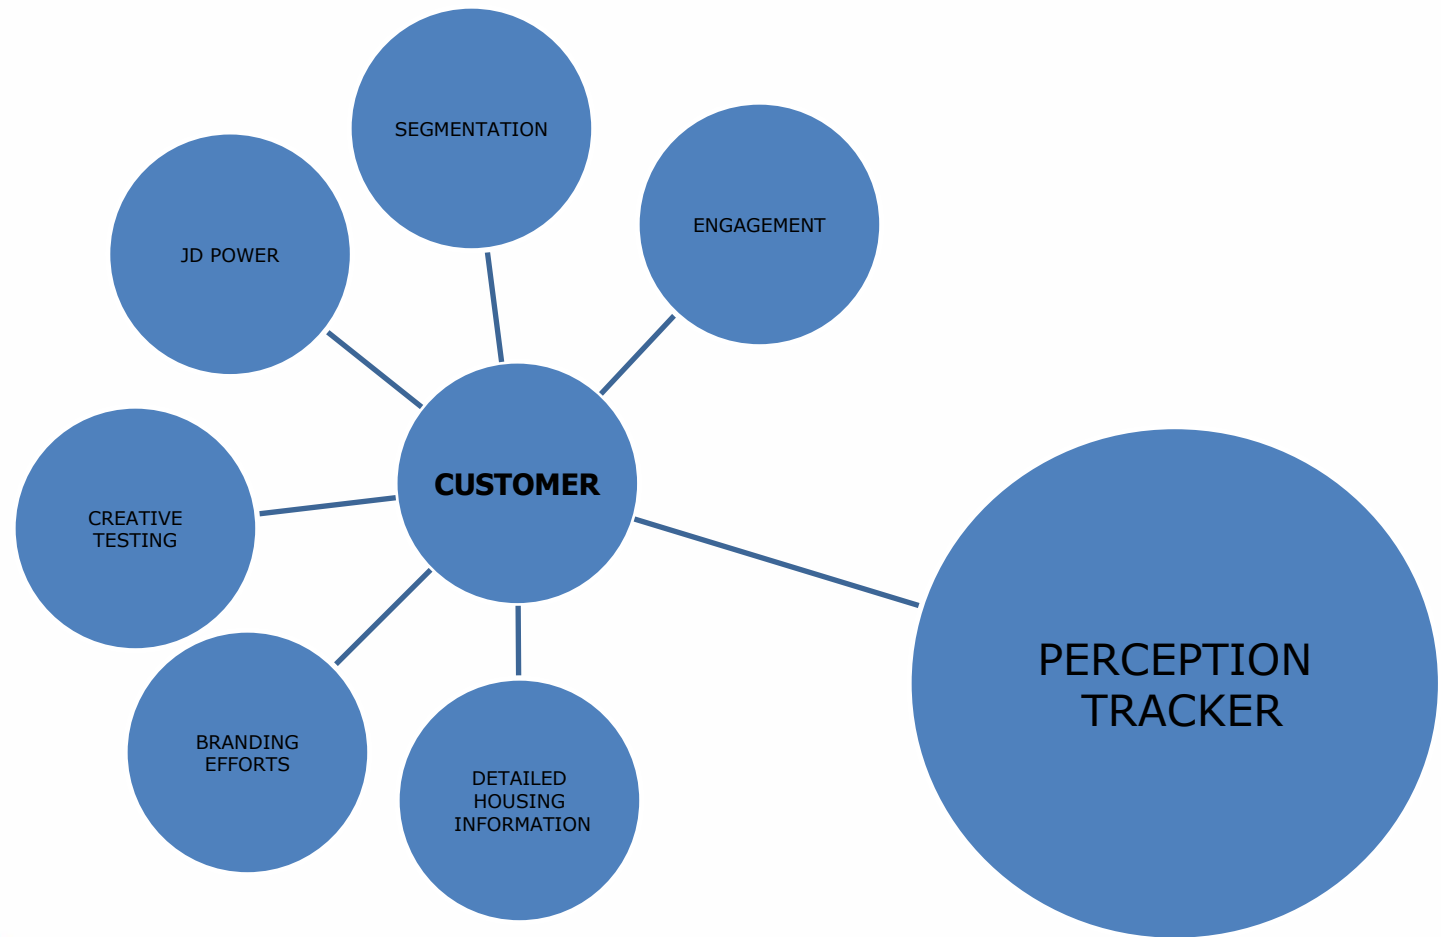 SEGMENTATION
ENGAGEMENT
JD POWER
CUSTOMER
CREATIVE
TESTING
PERCEPTION
TRACKER
BRANDING
EFFORTS
DETAILED
HOUSING
INFORMATION